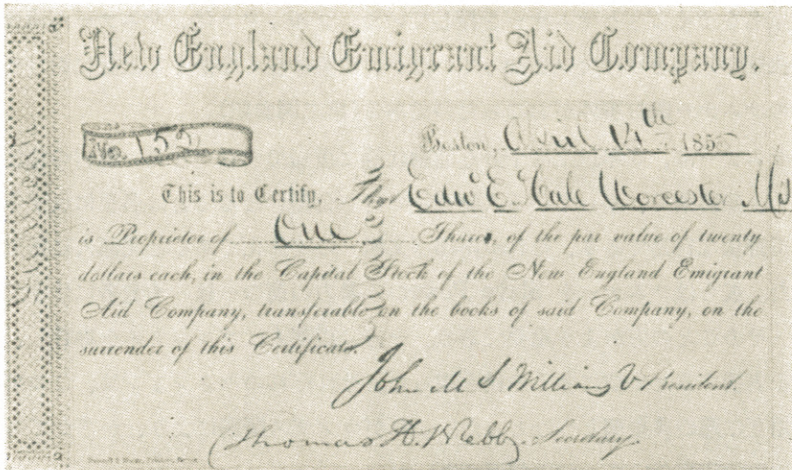 New England Emigrant Aid Company.
No. 153
Boston, April 14th 1855
This is to Certify, That Edwd E. Hale Worcester
is Proprietor of One Shares, of the par value of twenty
dollars each, in the Capital Stock of the New England Emigrant
Aid Company, transferable on the books of said Company, on the
surrender of this Certificate.
John M S Williams V President.
Thomas H. Webb, Secretary.